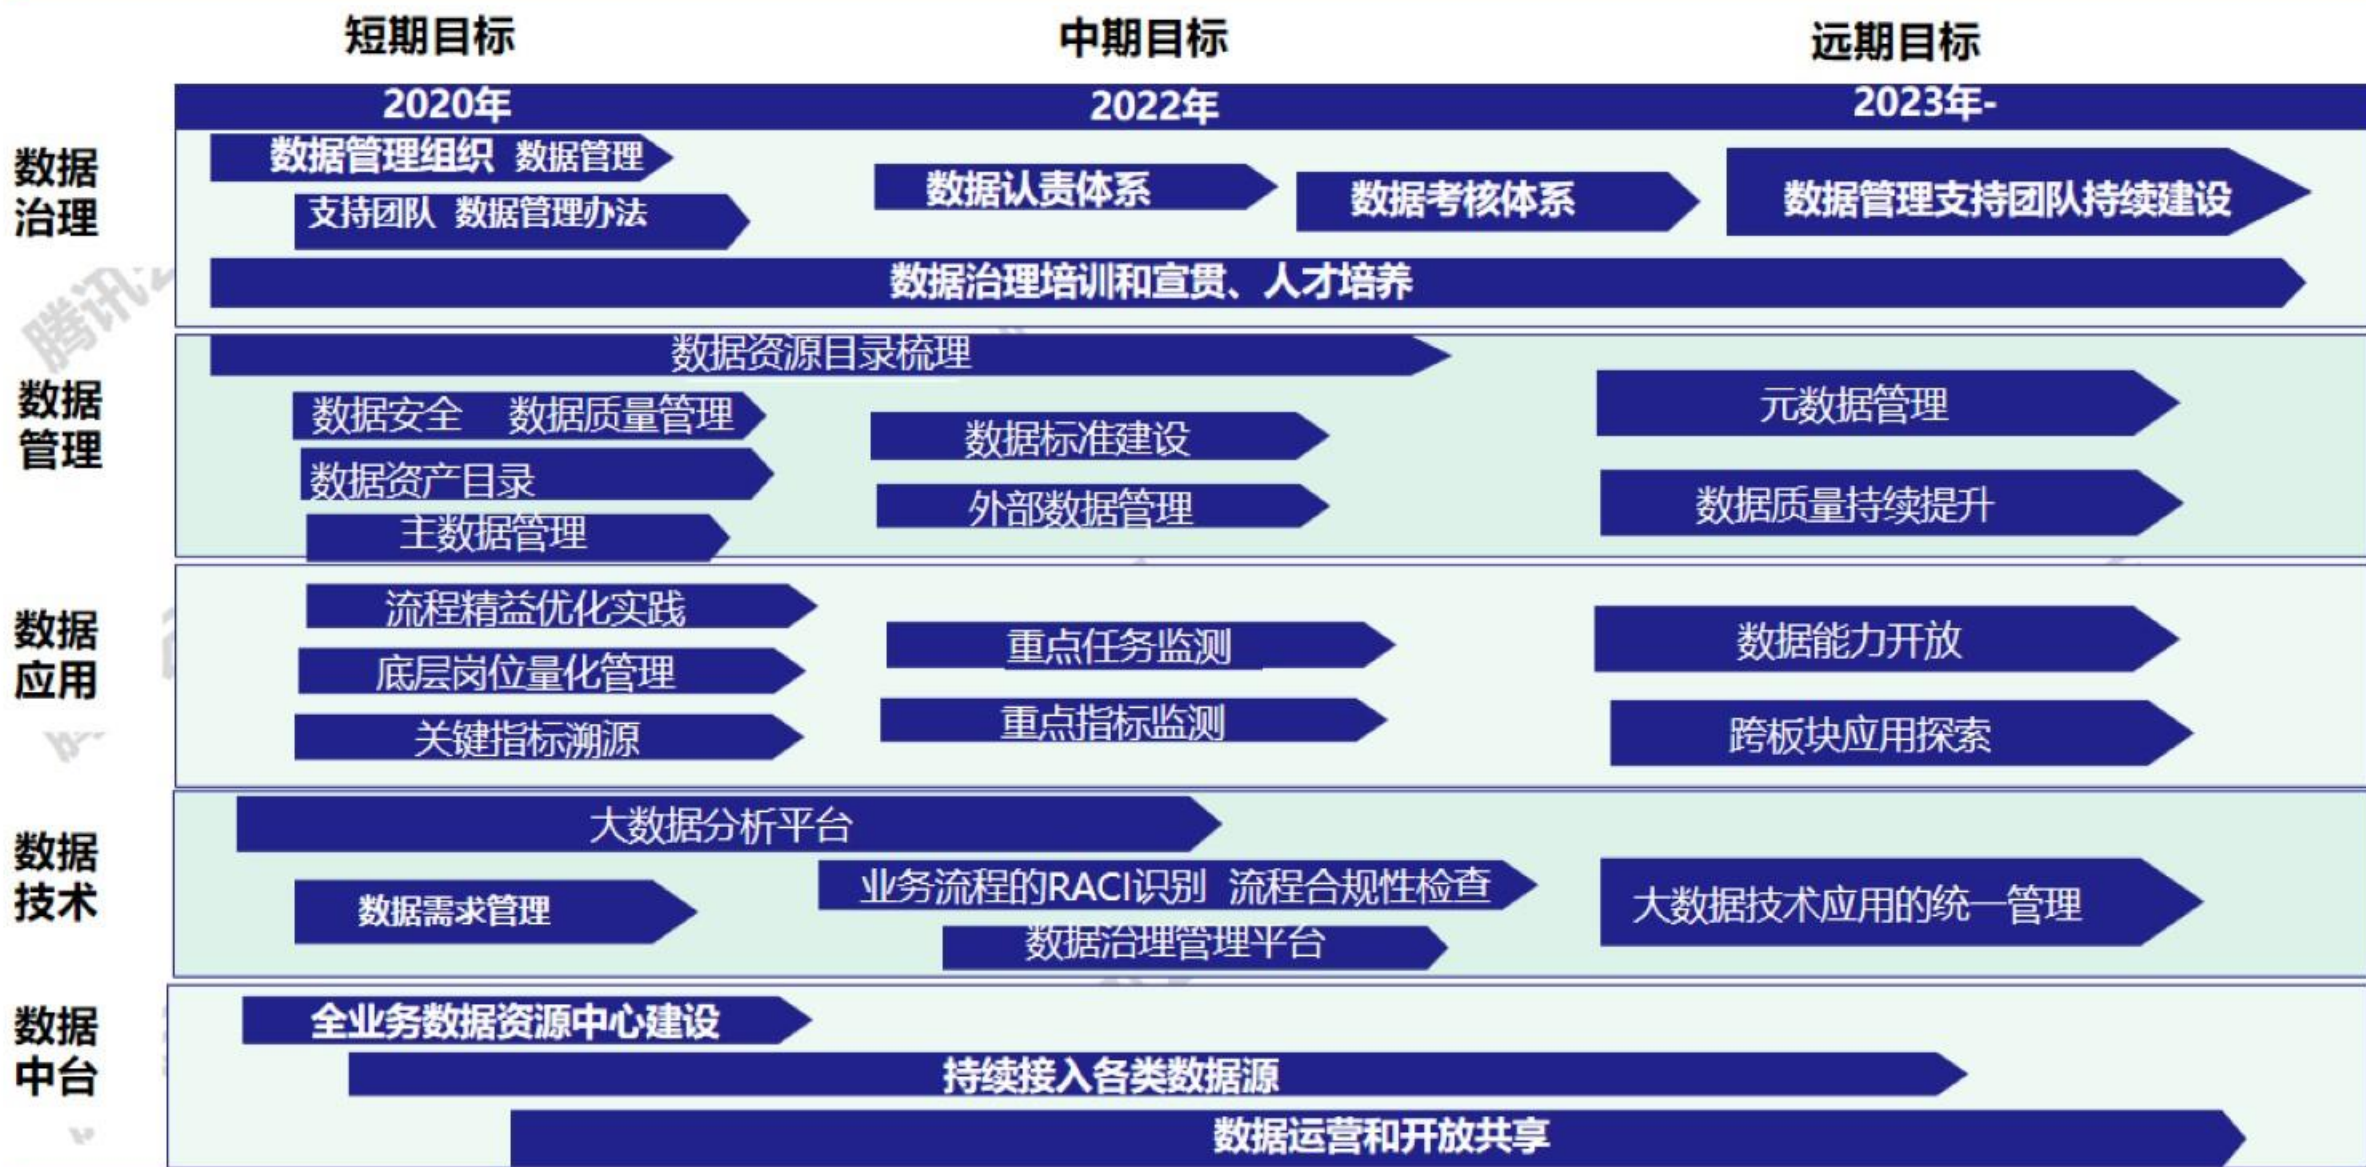 短期目标 中期目标 远期目标
2020年 2022年 2023年-
数据
治理
数据管理组织 数据管理
支持团队 数据管理办法
数据认责体系
数据考核体系
数据管理支持团队持续建设
数据治理培训和宣贯、人才培养
数据
管理
数据资源目录梳理
数据安全 数据质量管理
数据资产目录
主数据管理
数据标准建设
外部数据管理
元数据管理
数据质量持续提升
数据
应用
流程精益优化实践
底层岗位量化管理
关键指标溯源
重点任务监测
重点指标监测
数据能力开放
跨板块应用探索
数据
技术
大数据分析平台
数据需求管理
业务流程的RACI识别 流程合规性检查
数据治理管理平台
大数据技术应用的统一管理
数据
中台
全业务数据资源中心建设
持续接入各类数据源
数据运营和开放共享
腾讯